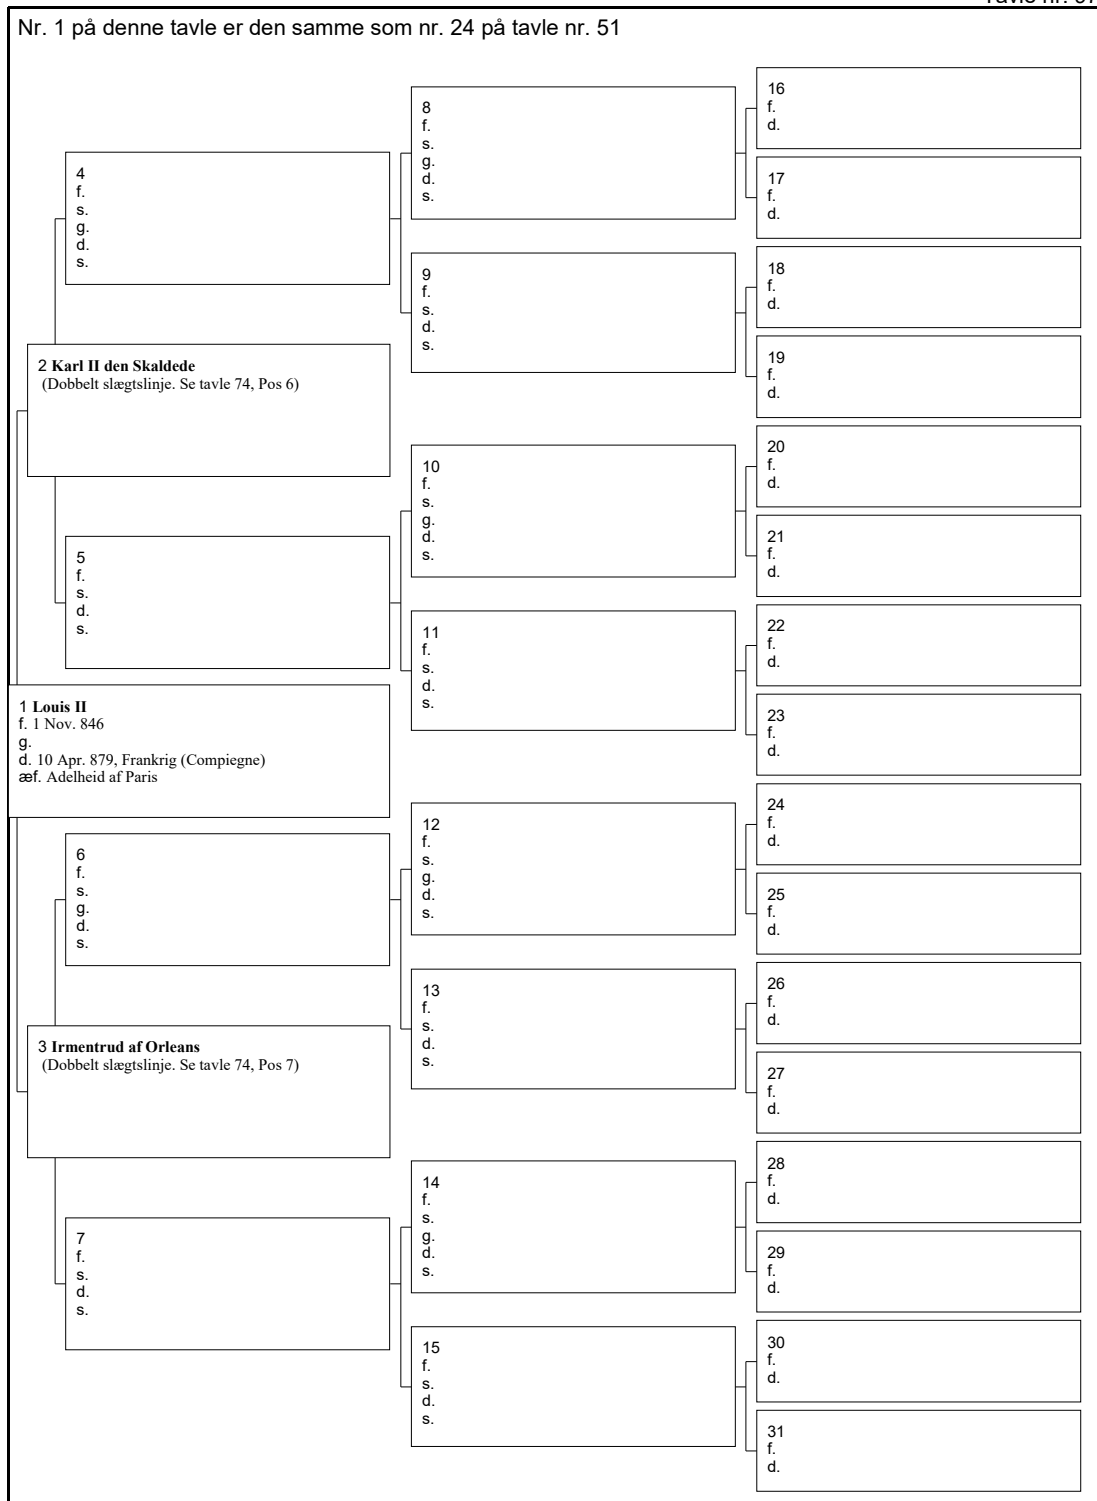 Nr. 1 på denne tavle er den samme som nr. 24 på tavle nr. 51
16
f.
d.
8
f.
s.
g.
d.
s.
17
f.
d.
4
f.
s.
g.
d.
s.
18
f.
d.
9
f.
s.
d.
s.
19
f.
d.
2 Karl II den Skaldede
(Dobbelt slægtslinje. Se tavle 74, Pos 6)
20
f.
d.
10
f.
s.
g.
d.
s.
21
f.
d.
5
f.
s.
d.
s.
22
f.
d.
11
f.
s.
d.
s.
23
f.
d.
1 Louis II
f. 1 Nov. 846
g.
d. 10 Apr. 879, Frankrig (Compiegne)
æf. Adelheid af Paris
24
f.
d.
12
f.
s.
g.
d.
s.
25
f.
d.
6
f.
s.
g.
d.
s.
26
f.
d.
13
f.
s.
d.
s.
27
f.
d.
3 Irmentrud af Orleans
(Dobbelt slægtslinje. Se tavle 74, Pos 7)
28
f.
d.
14
f.
s.
g.
d.
s.
29
f.
d.
7
f.
s.
d.
s.
30
f.
d.
15
f.
s.
d.
s.
31
f.
d.